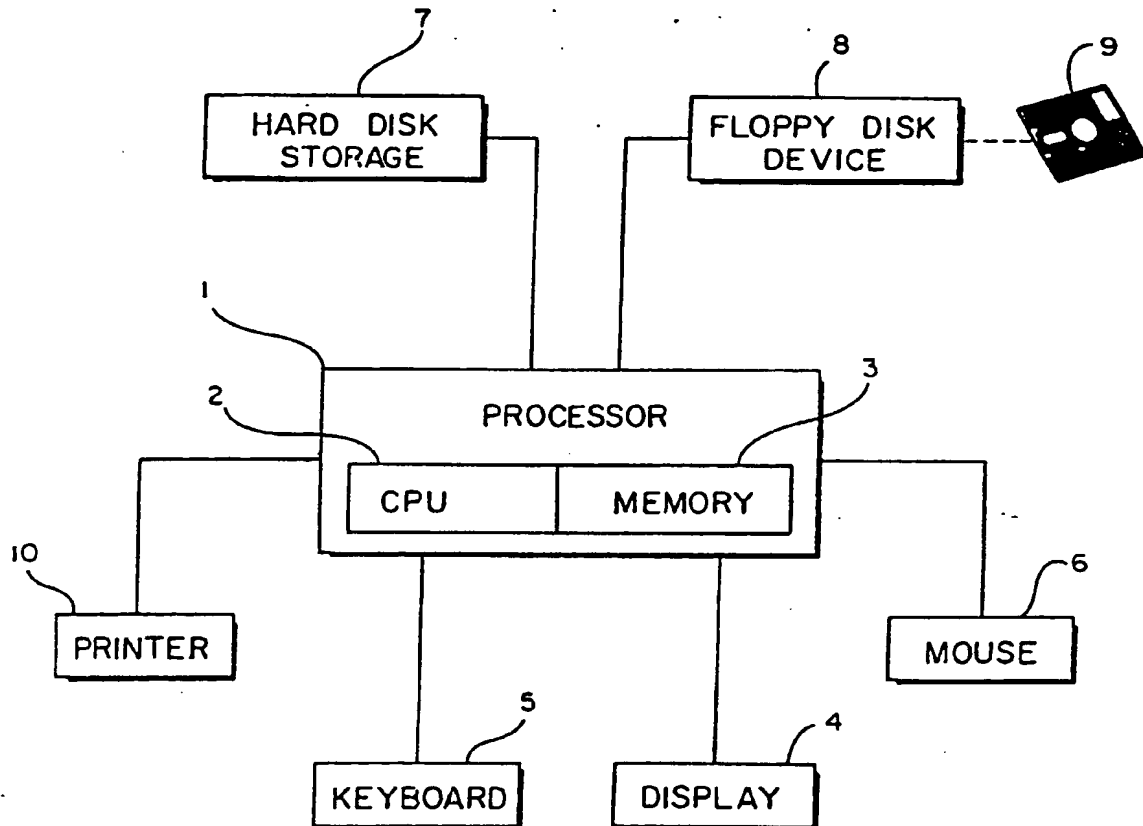 7
8
9
HARD DISK
STORAGE
FLOPPY DISK
DEVICE
1
2
3
PROCESSOR
CPU
MEMORY
10
6
PRINTER
MOUSE
5
4
KEYBOARD
DISPLAY